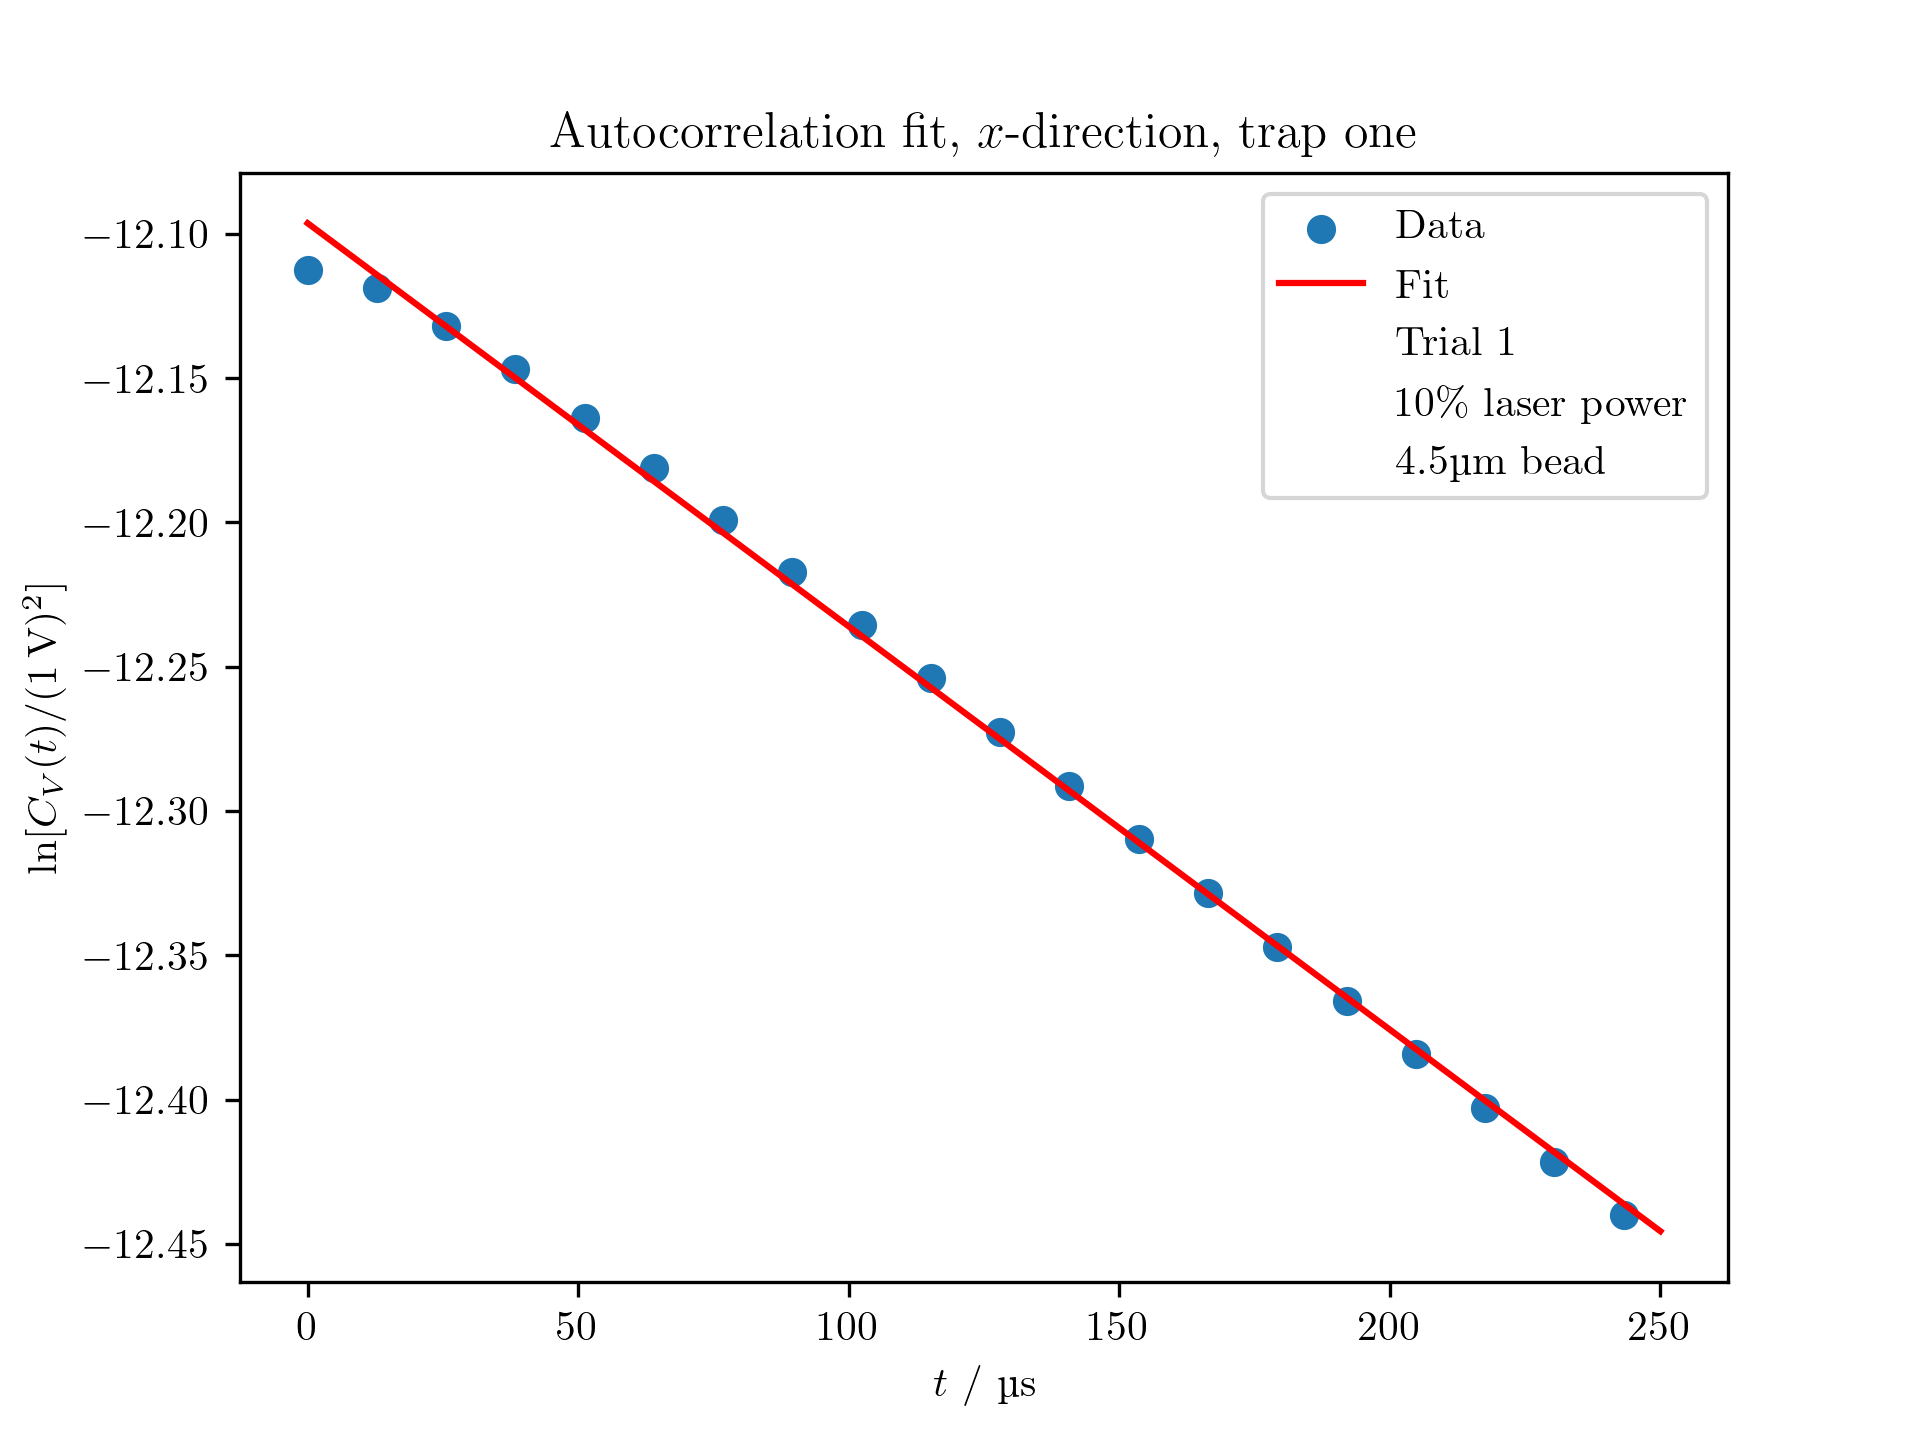 Autocorrelation fit, x-direction, trap one
Data
Fit
Trial 1
10% laser power
4.5µm bead
ln[C_V(t)/(1 V)²]
−12.10
−12.15
−12.20
−12.25
−12.30
−12.35
−12.40
−12.45
0 50 100 150 200 250
t / µs